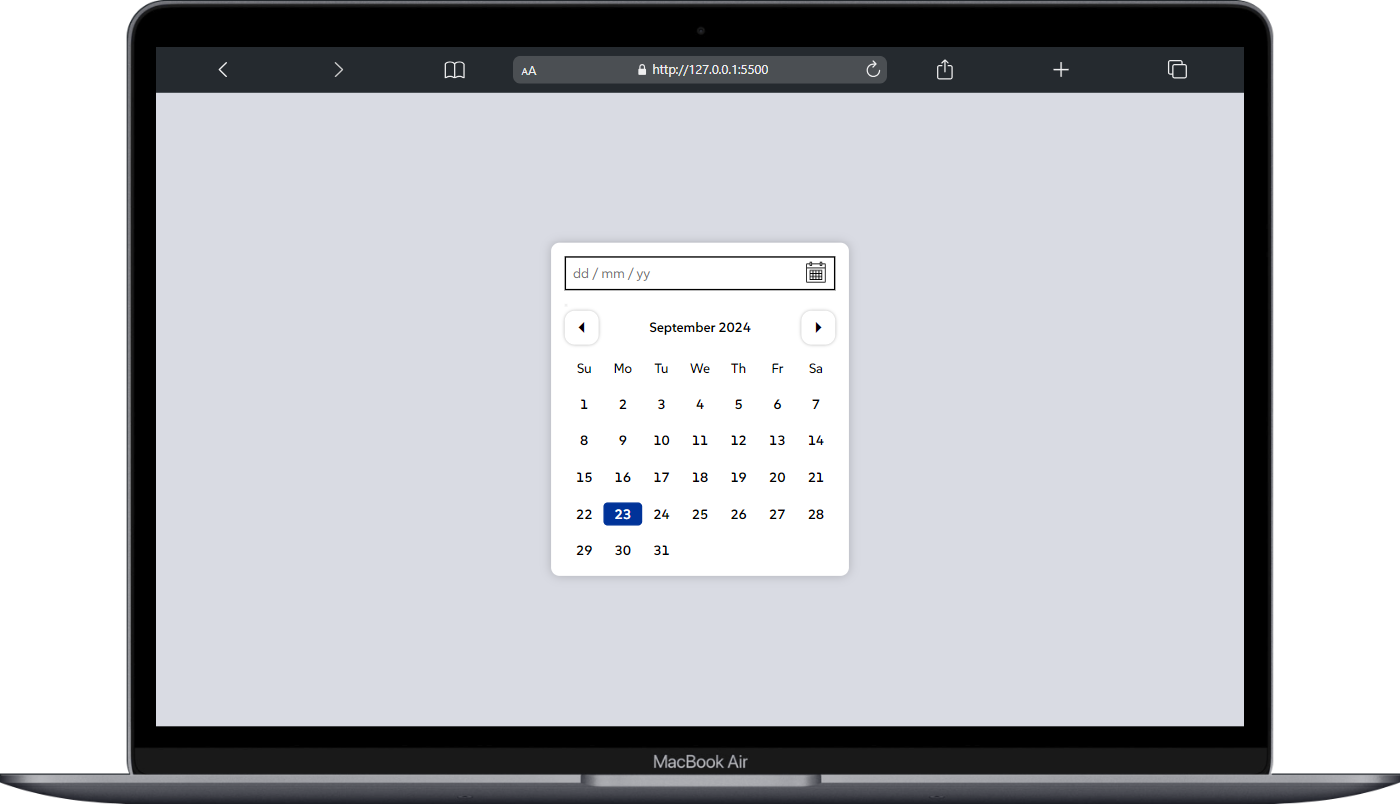 AA http://127.0.0.1:5500
dd / mm / yy
September 2024
Su Mo Tu We Th Fr Sa
1 2 3 4 5 6 7
8 9 10 11 12 13 14
15 16 17 18 19 20 21
22 23 24 25 26 27 28
29 30 31
MacBook Air